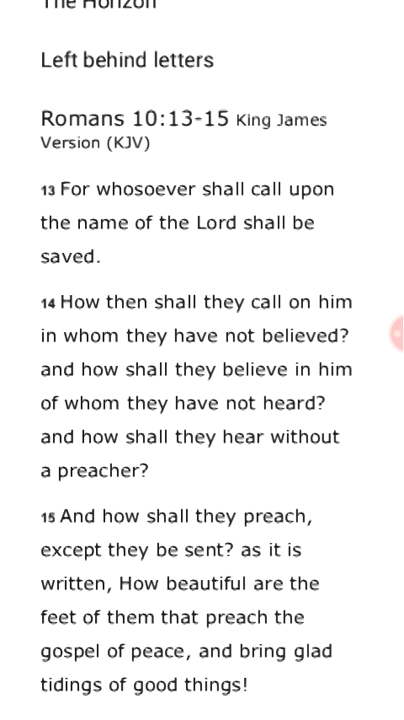 The Horizon
Left behind letters
Romans 10:13-15 King James
Version (KJV)
13 For whosoever shall call upon
the name of the Lord shall be
saved.
14 How then shall they call on him
in whom they have not believed?
and how shall they believe in him
of whom they have not heard?
and how shall they hear without
a preacher?
15 And how shall they preach,
except they be sent? as it is
written, How beautiful are the
feet of them that preach the
gospel of peace, and bring glad
tidings of good things!